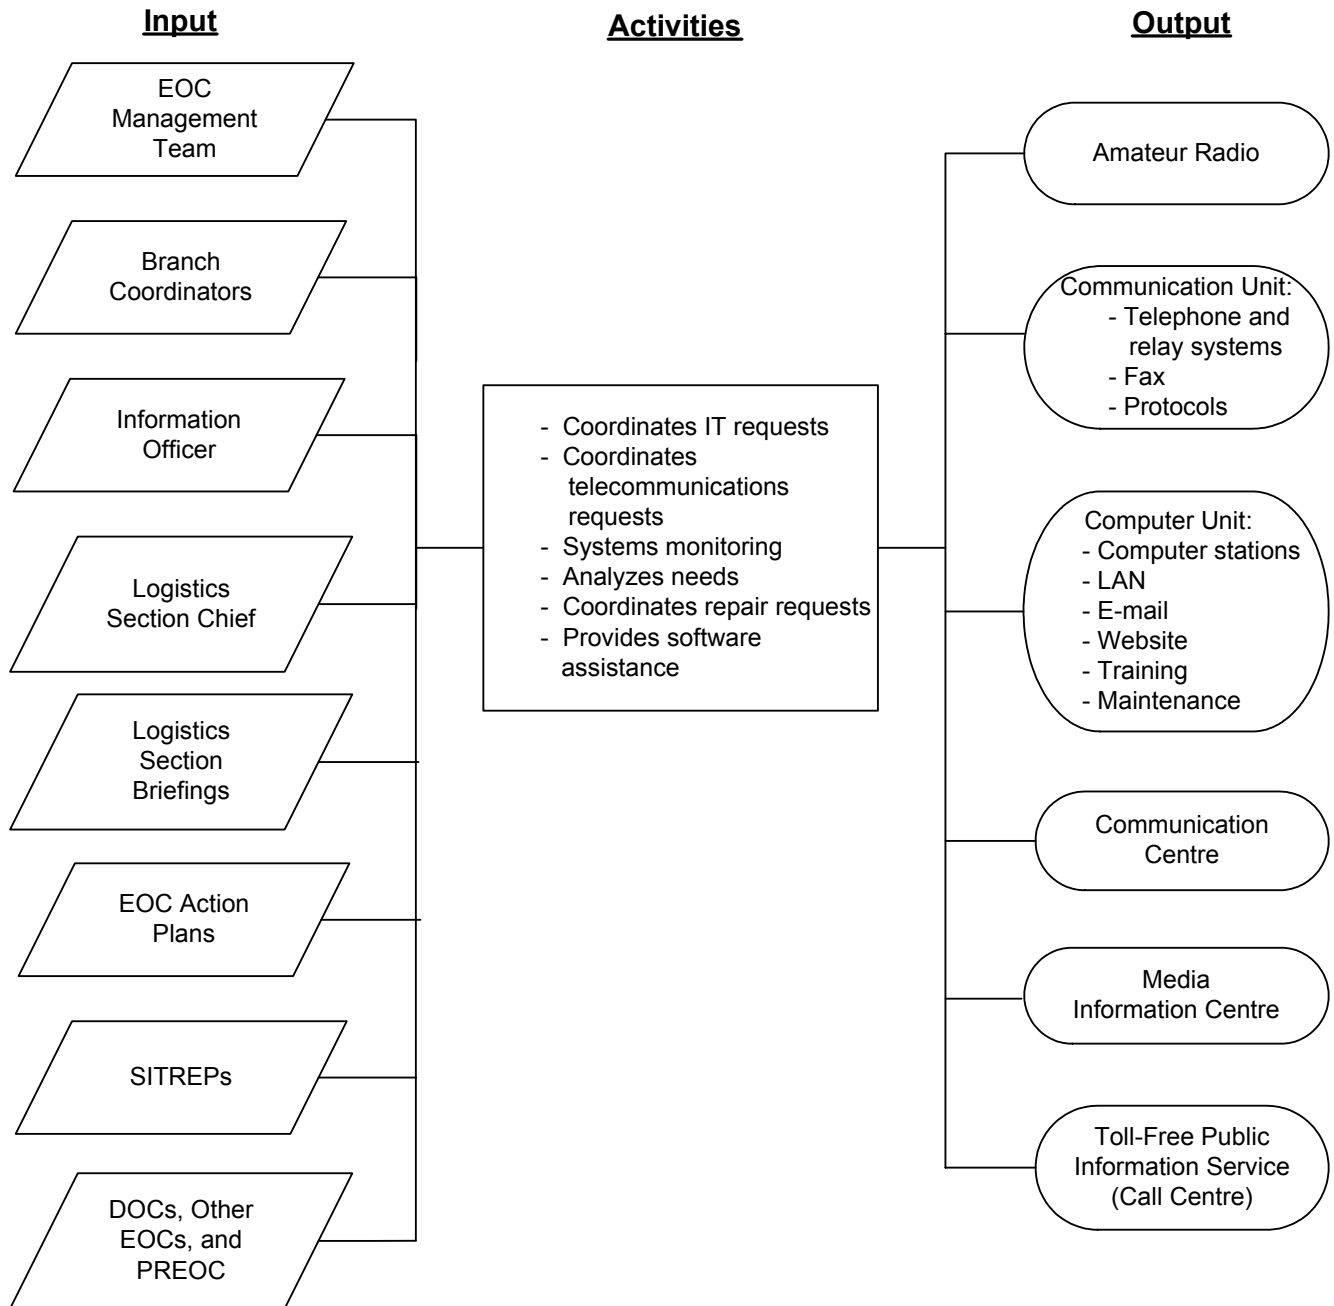 Input
EOC
Management
Team
Branch
Coordinators
Information
Officer
Logistics
Section Chief
Logistics
Section
Briefings
EOC Action
Plans
SITREPs
DOCs, Other
EOCs, and
PREOC
Activities
- Coordinates IT requests
- Coordinates
telecommunications
requests
- Systems monitoring
- Analyzes needs
- Coordinates repair requests
- Provides software
assistance
Output
Amateur Radio
Communication Unit:
- Telephone and
relay systems
- Fax
- Protocols
Computer Unit:
- Computer stations
- LAN
- E-mail
- Website
- Training
- Maintenance
Communication
Centre
Media
Information Centre
Toll-Free Public
Information Service
(Call Centre)